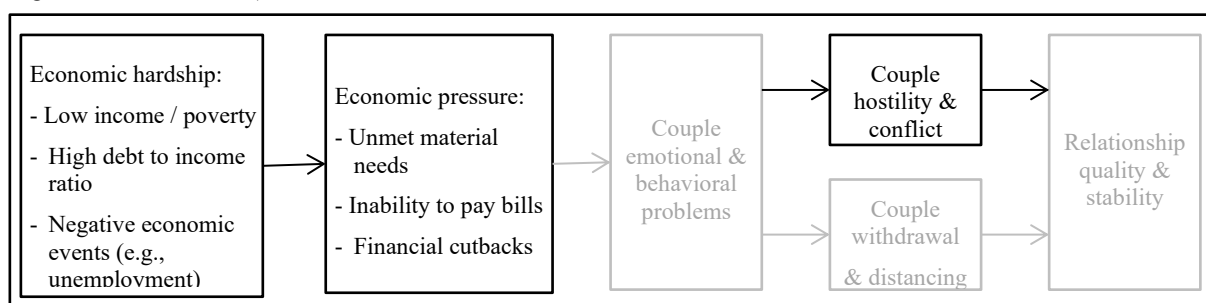 Economic hardship:
- Low income / poverty
- High debt to income
ratio
- Negative economic
events (e.g.,
unemployment)
Economic pressure:
- Unmet material
needs
- Inability to pay bills
- Financial cutbacks
Couple
emotional &
behavioral
problems
Couple
hostility &
conflict
Couple
withdrawal
& distancing
Relationship
quality &
stability